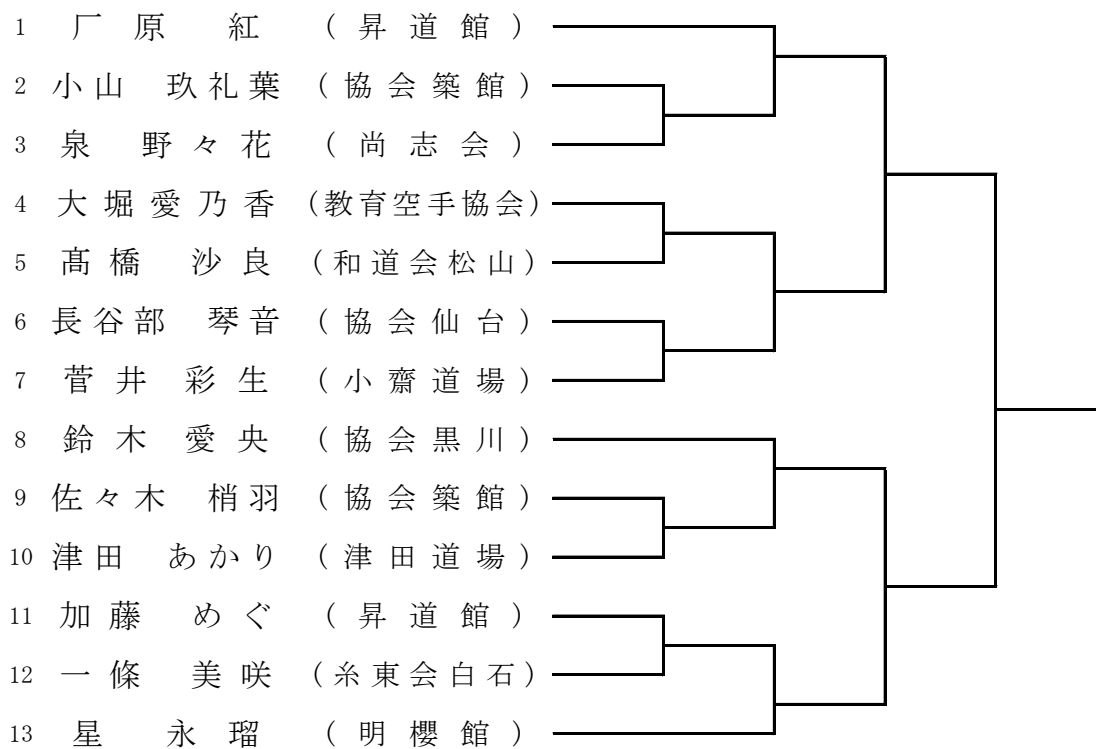 1 厂原 紅 (昇道館)
2 小山 玖礼葉 (協会築館)
3 泉 野々花 (尚志会)
4 大堀愛乃香 (教育空手協会)
5 髙橋 沙良 (和道会松山)
6 長谷部 琴音 (協会仙台)
7 菅井 彩生 (小齋道場)
8 鈴木 愛央 (協会黒川)
9 佐々木 梢羽 (協会築館)
10 津田 あかり (津田道場)
11 加藤 めぐ (昇道館)
12 一條 美咲 (糸東会白石)
13 星 永瑠 (明櫻館)